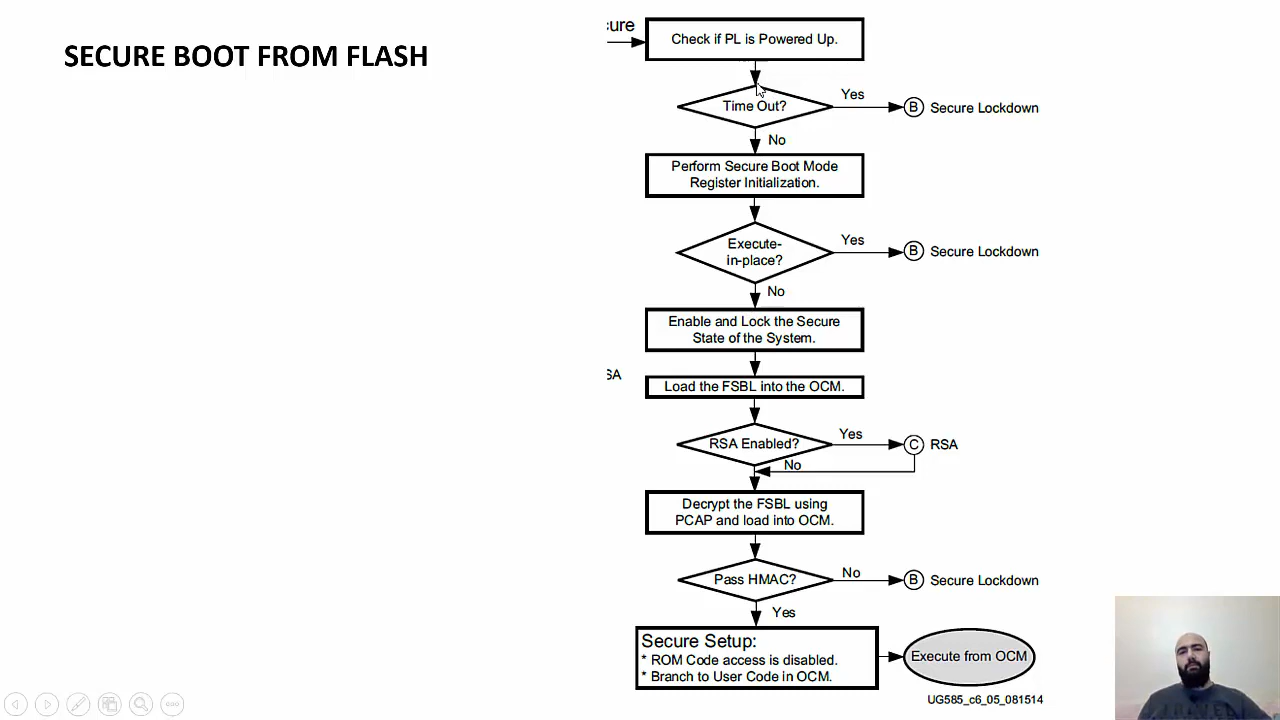 SECURE BOOT FROM FLASH
ure
Check if PL is Powered Up.
Time Out?
Yes
B
Secure Lockdown
No
Perform Secure Boot Mode
Register Initialization.
Execute-
in-place?
Yes
B
Secure Lockdown
No
Enable and Lock the Secure
State of the System.
SA
Load the FSBL into the OCM.
RSA Enabled?
Yes
C
RSA
No
Decrypt the FSBL using
PCAP and load into OCM.
Pass HMAC?
No
B
Secure Lockdown
Yes
Secure Setup:
* ROM Code access is disabled.
* Branch to User Code in OCM.
Execute from OCM
UG585_c6_05_081514